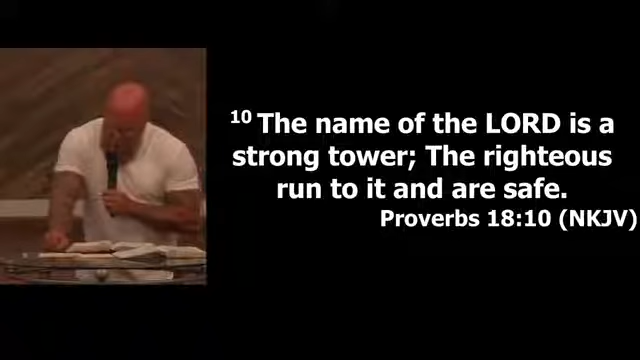 10 The name of the LORD is a
strong tower; The righteous
run to it and are safe.
Proverbs 18:10 (NKJV)